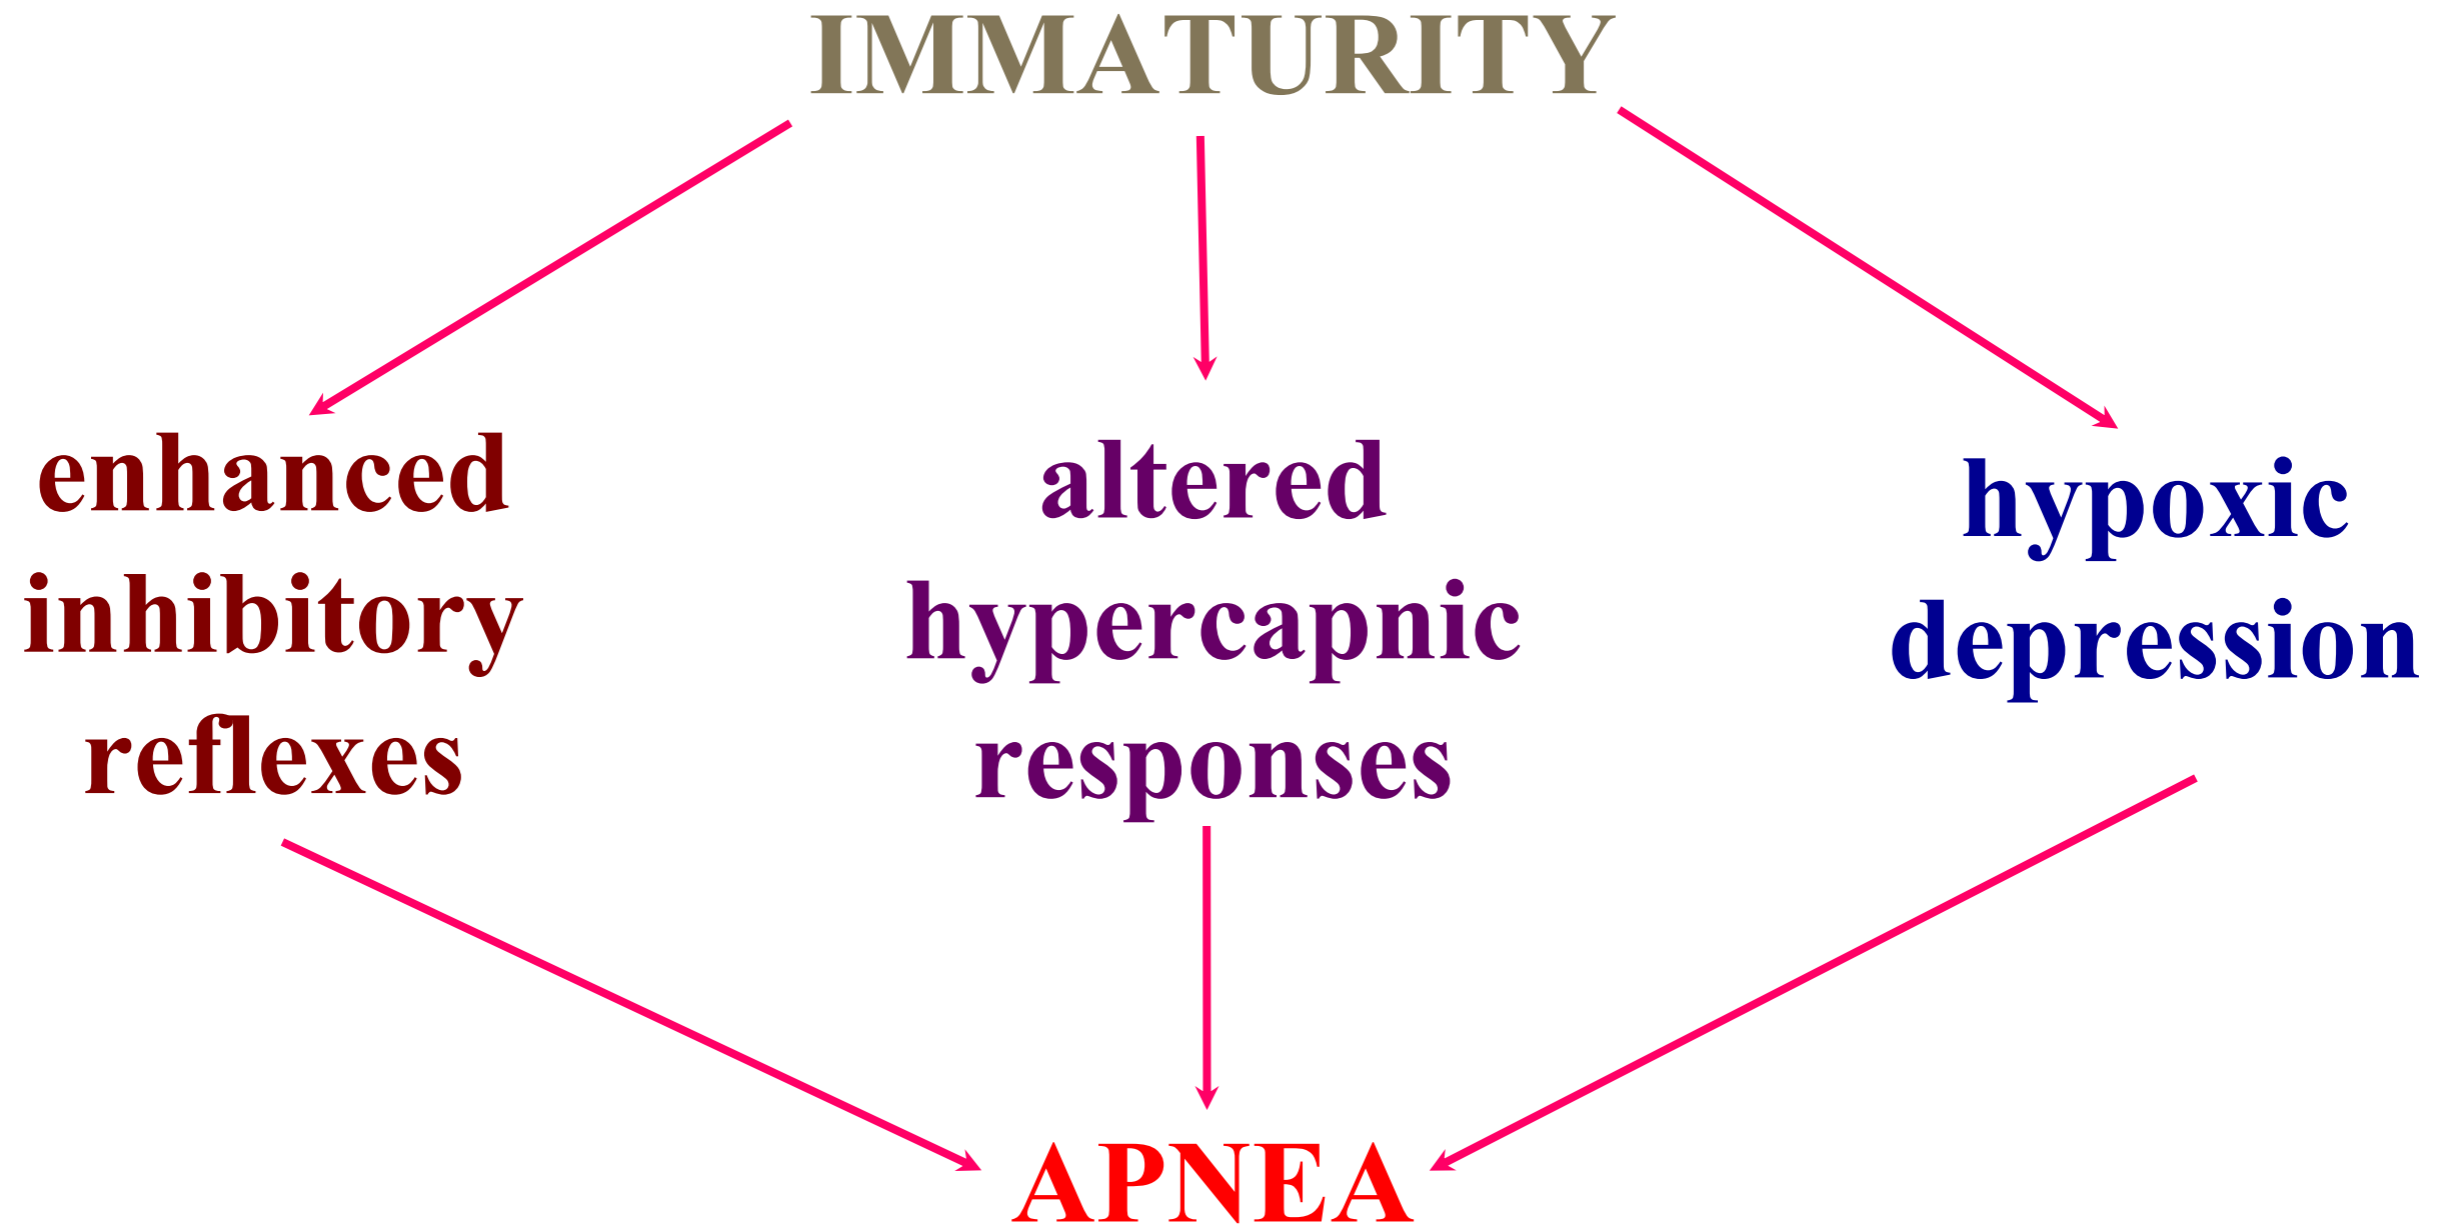 IMMATURITY
enhanced
inhibitory
reflexes
altered
hypercapnic
responses
hypoxic
depression
APNEA